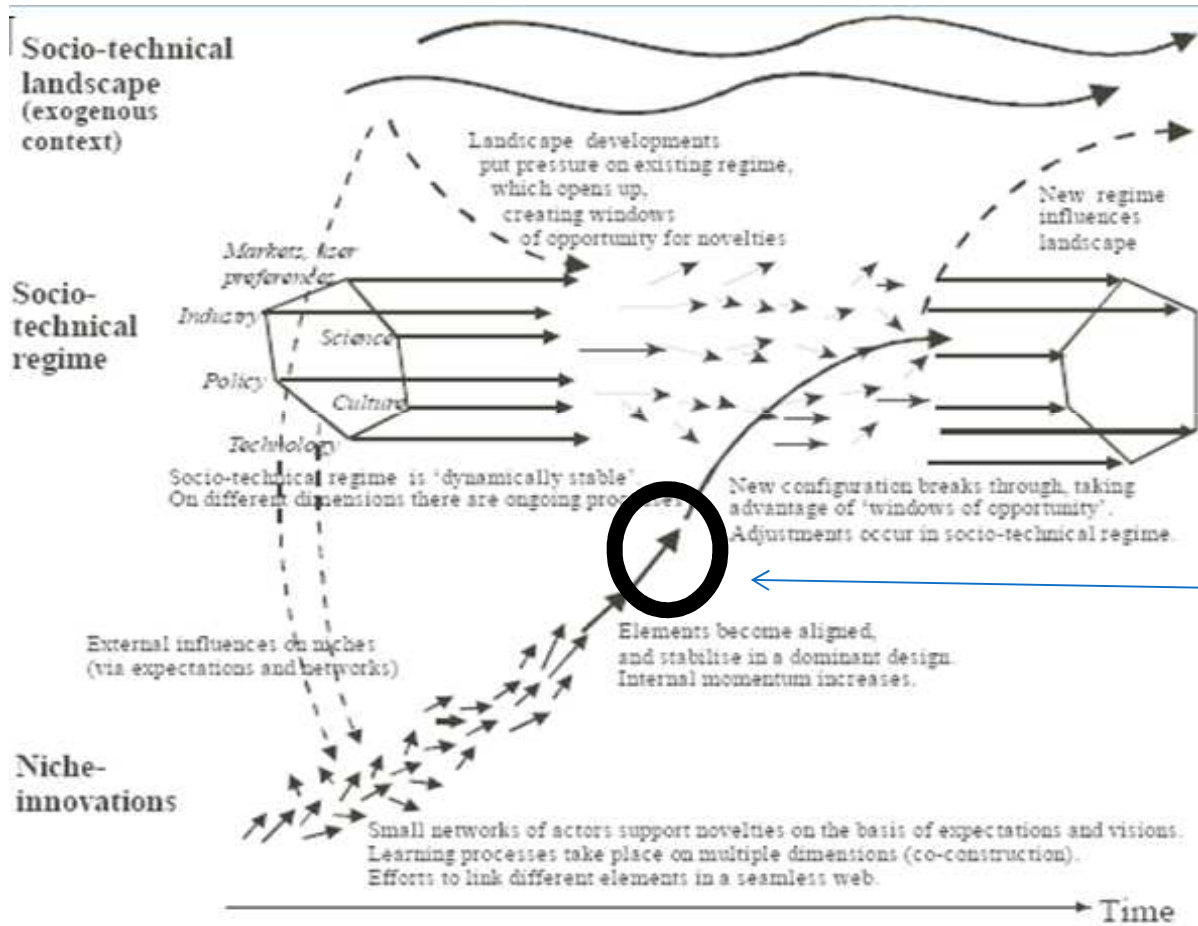 Socio-technical
landscape
(exogenous
context)
Landscape developments
put pressure on existing regime,
which opens up,
creating windows
of opportunity for novelties
New regime
influences
landscape
Markets, user
preferences
Socio-
technical
regime
Industry
Science
Policy
Culture
Technology
Socio-technical regime is ‘dynamically stable’.
On different dimensions there are ongoing processes
New configuration breaks through, taking
advantage of ‘windows of opportunity’.
Adjustments occur in socio-technical regime.
External influences on niches
(via expectations and networks)
Elements become aligned,
and stabilise in a dominant design.
Internal momentum increases.
Niche-
innovations
Small networks of actors support novelties on the basis of expectations and visions.
Learning processes take place on multiple dimensions (co-construction).
Efforts to link different elements in a seamless web.
Time